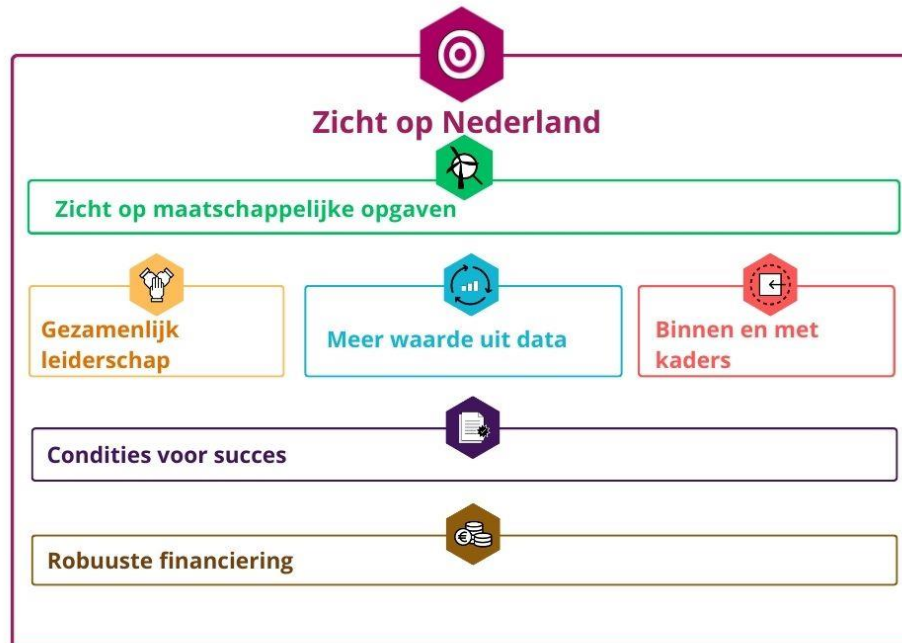 Zicht op Nederland
Zicht op maatschappelijke opgaven
Gezamenlijk
leiderschap
Meer waarde uit data
Binnen en met
kaders
Condities voor succes
Robuuste financiering